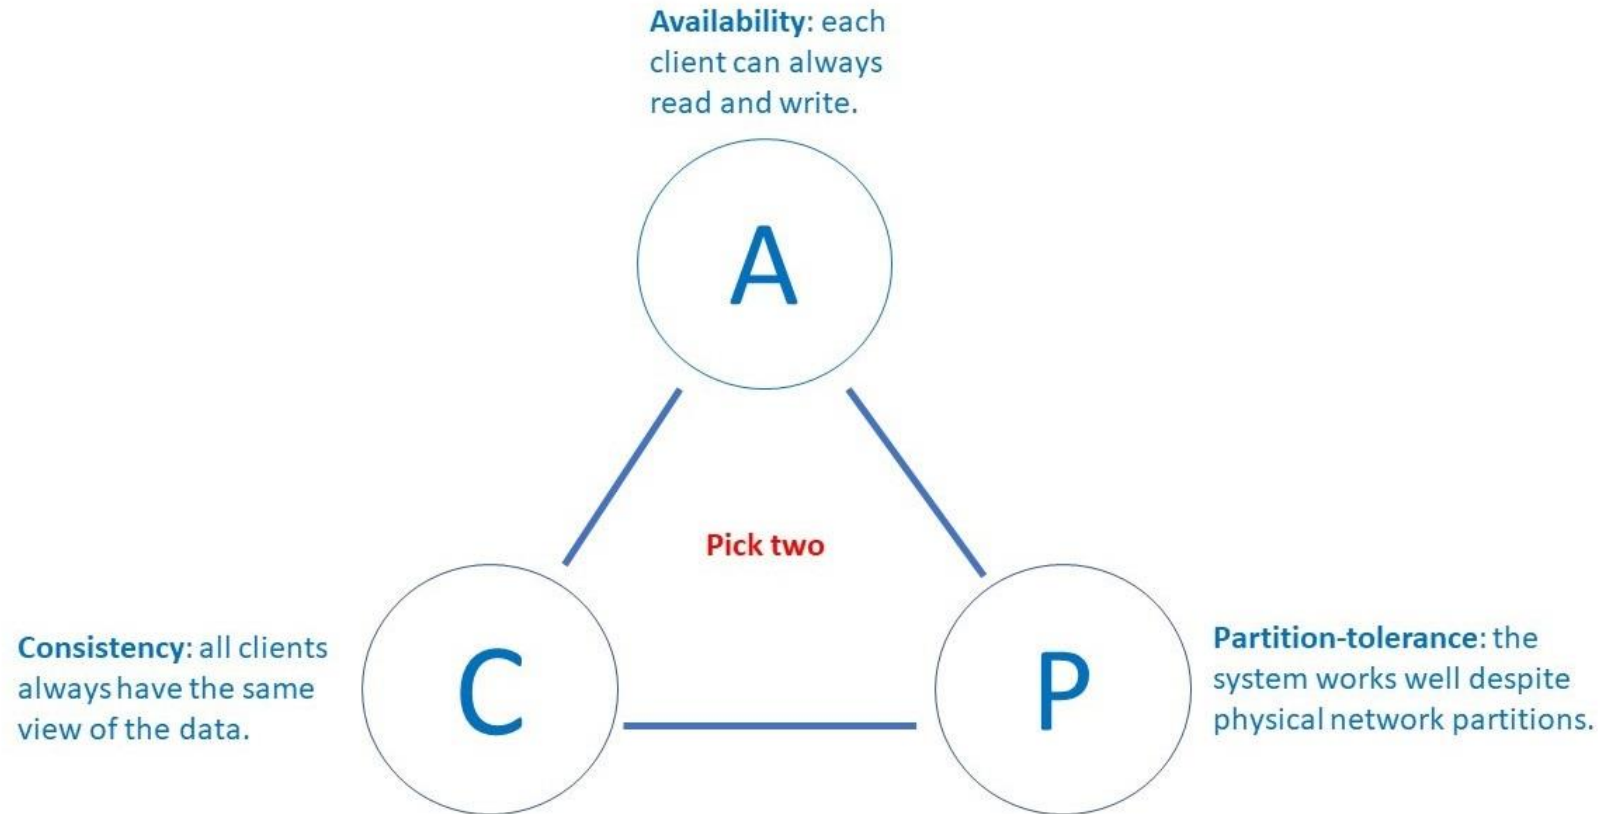 Availability: each
client can always
read and write.
A
Pick two
Consistency: all clients
always have the same
view of the data.
C
P
Partition-tolerance: the
system works well despite
physical network partitions.